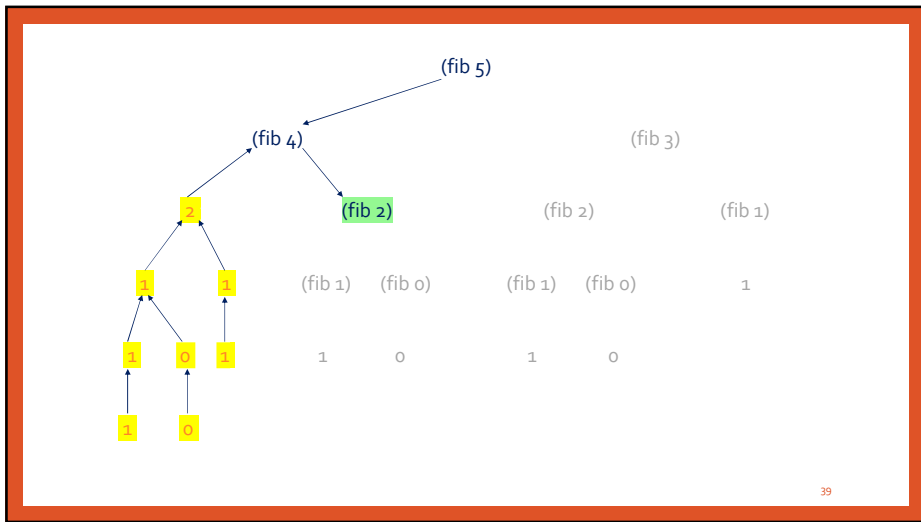 (fib 5)
(fib 4) (fib 3)
2 (fib 2) (fib 2) (fib 1)
1 1 (fib 1) (fib 0) (fib 1) (fib 0) 1
1 0 1 1 0 1 0
1 0
39